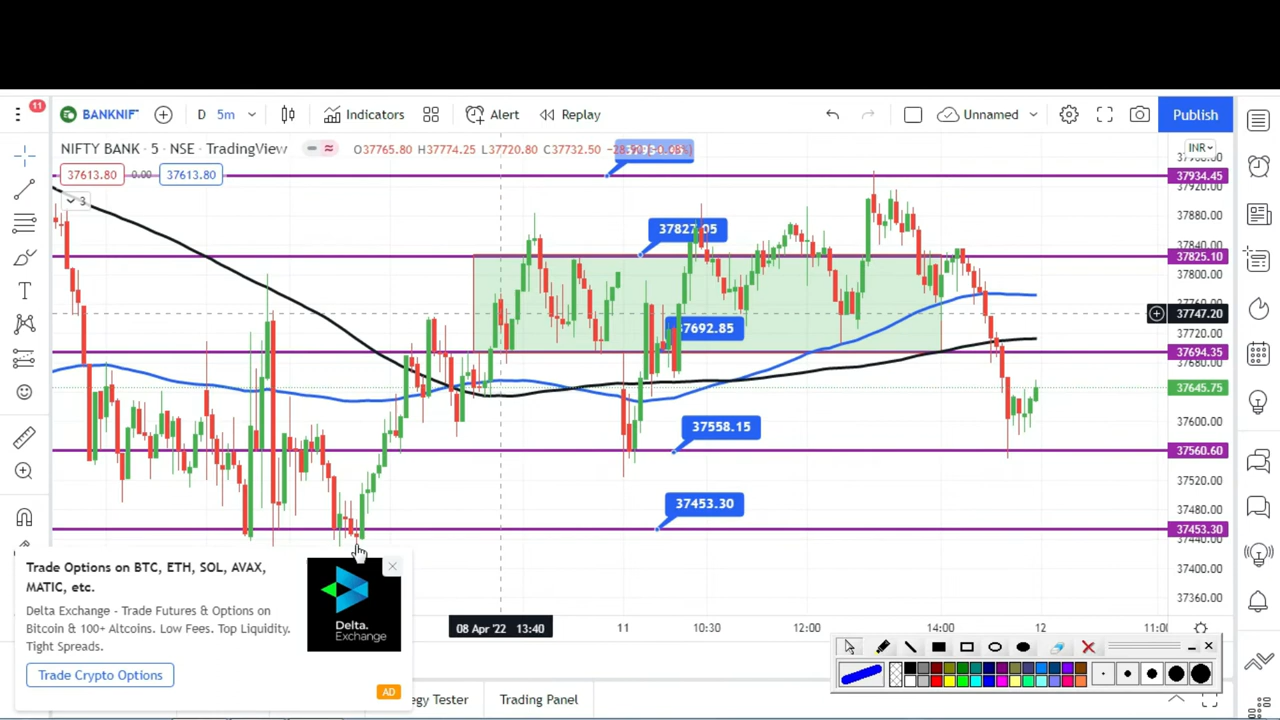 11
BANKNIF
D
5m
Indicators
Alert
Replay
Unnamed
Publish
NIFTY BANK · 5 · NSE · TradingView
O37765.80 H37774.25 L37720.80 C37732.50
INR
37613.80
0.00
37613.80
3
37934.45
37920.00
37880.00
37827.05
37840.00
37825.10
37800.00
37760.00
37747.20
37692.85
37720.00
37694.35
37680.00
37645.75
37600.00
37558.15
37560.60
37520.00
37453.30
37480.00
37453.30
37440.00
37400.00
37360.00
08 Apr '22 13:40
11
10:30
12:00
14:00
12
11:00
Trade Options on BTC, ETH, SOL, AVAX,
MATIC, etc.
Delta Exchange - Trade Futures & Options on
Bitcoin & 100+ Altcoins. Low Fees. Top Liquidity.
Tight Spreads.
Trade Crypto Options
Delta.
Exchange
AD
Tester
Trading Panel